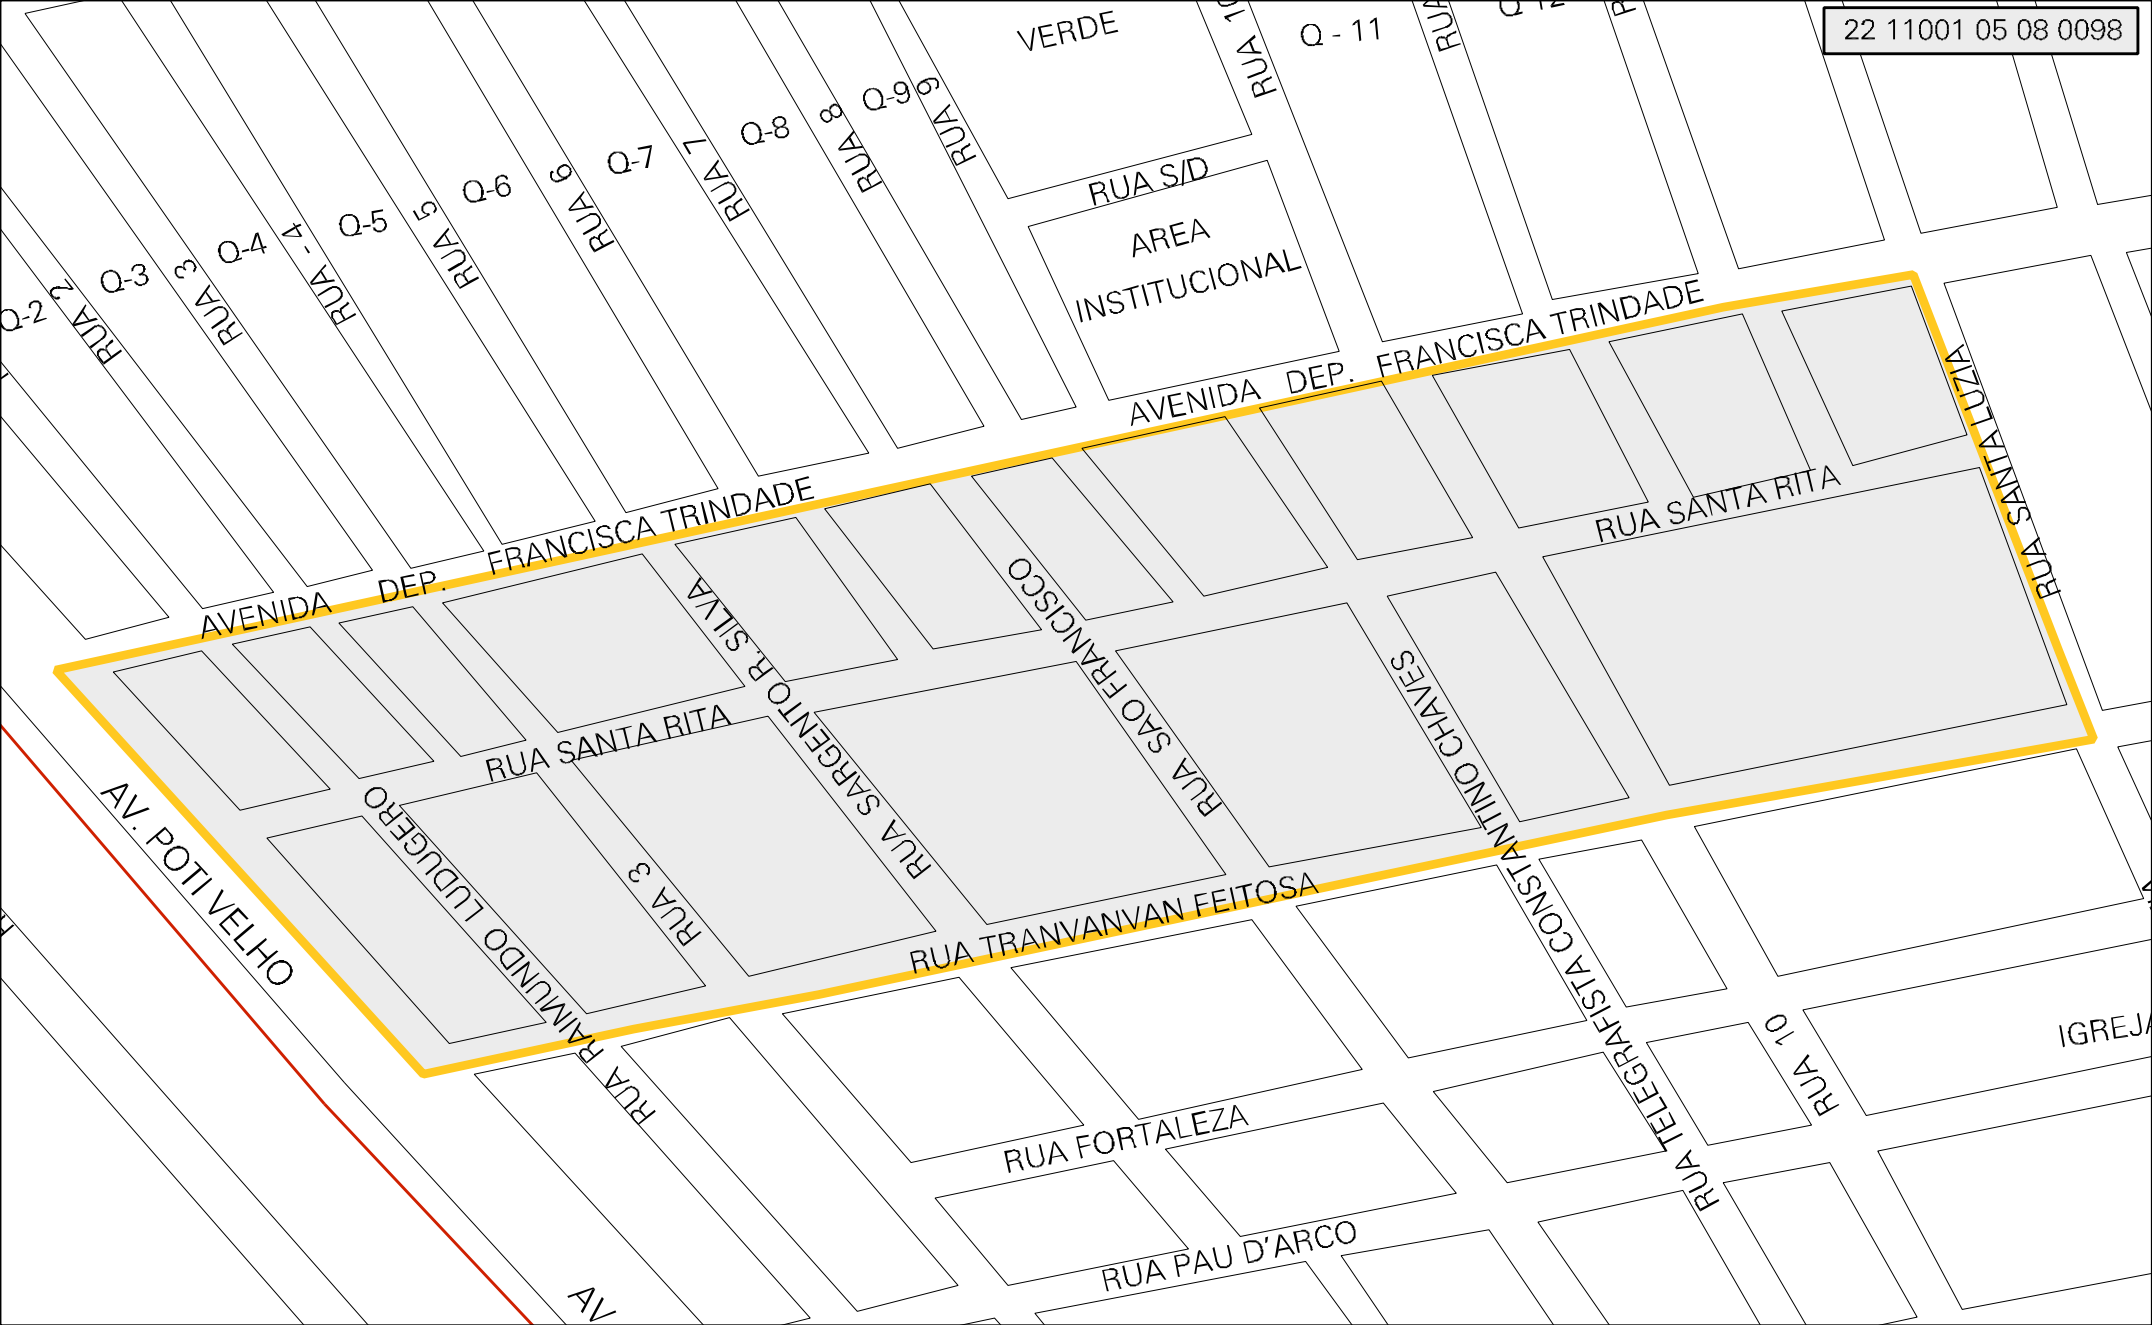 22 11001 05 08 0098
VERDE
RUA 10
Q - 11
RUA
Q-9
RUA 9
RUA 8
Q-8
RUA 7
Q-7
RUA 6
Q-6
RUA 5
Q-5
RUA - 4
Q-4
RUA 3
Q-3
RUA 2
Q-2
RUA S/D
AREA
INSTITUCIONAL
AVENIDA DEP. FRANCISCA TRINDADE
AVENIDA DEP. FRANCISCA TRINDADE
RUA SANTA LUZIA
RUA SANTA RITA
RUA SANTA RITA
RUA SARGENTO R. SILVA
RUA SAO FRANCISCO
RUA TELEGRAFISTA CONSTANTINO CHAVES
RUA RAIMUNDO LUDUGERO
RUA 3
RUA TRANVANVAN FEITOSA
AV. POTI VELHO
RUA 10
IGREJA
RUA FORTALEZA
RUA PAU D'ARCO
AV